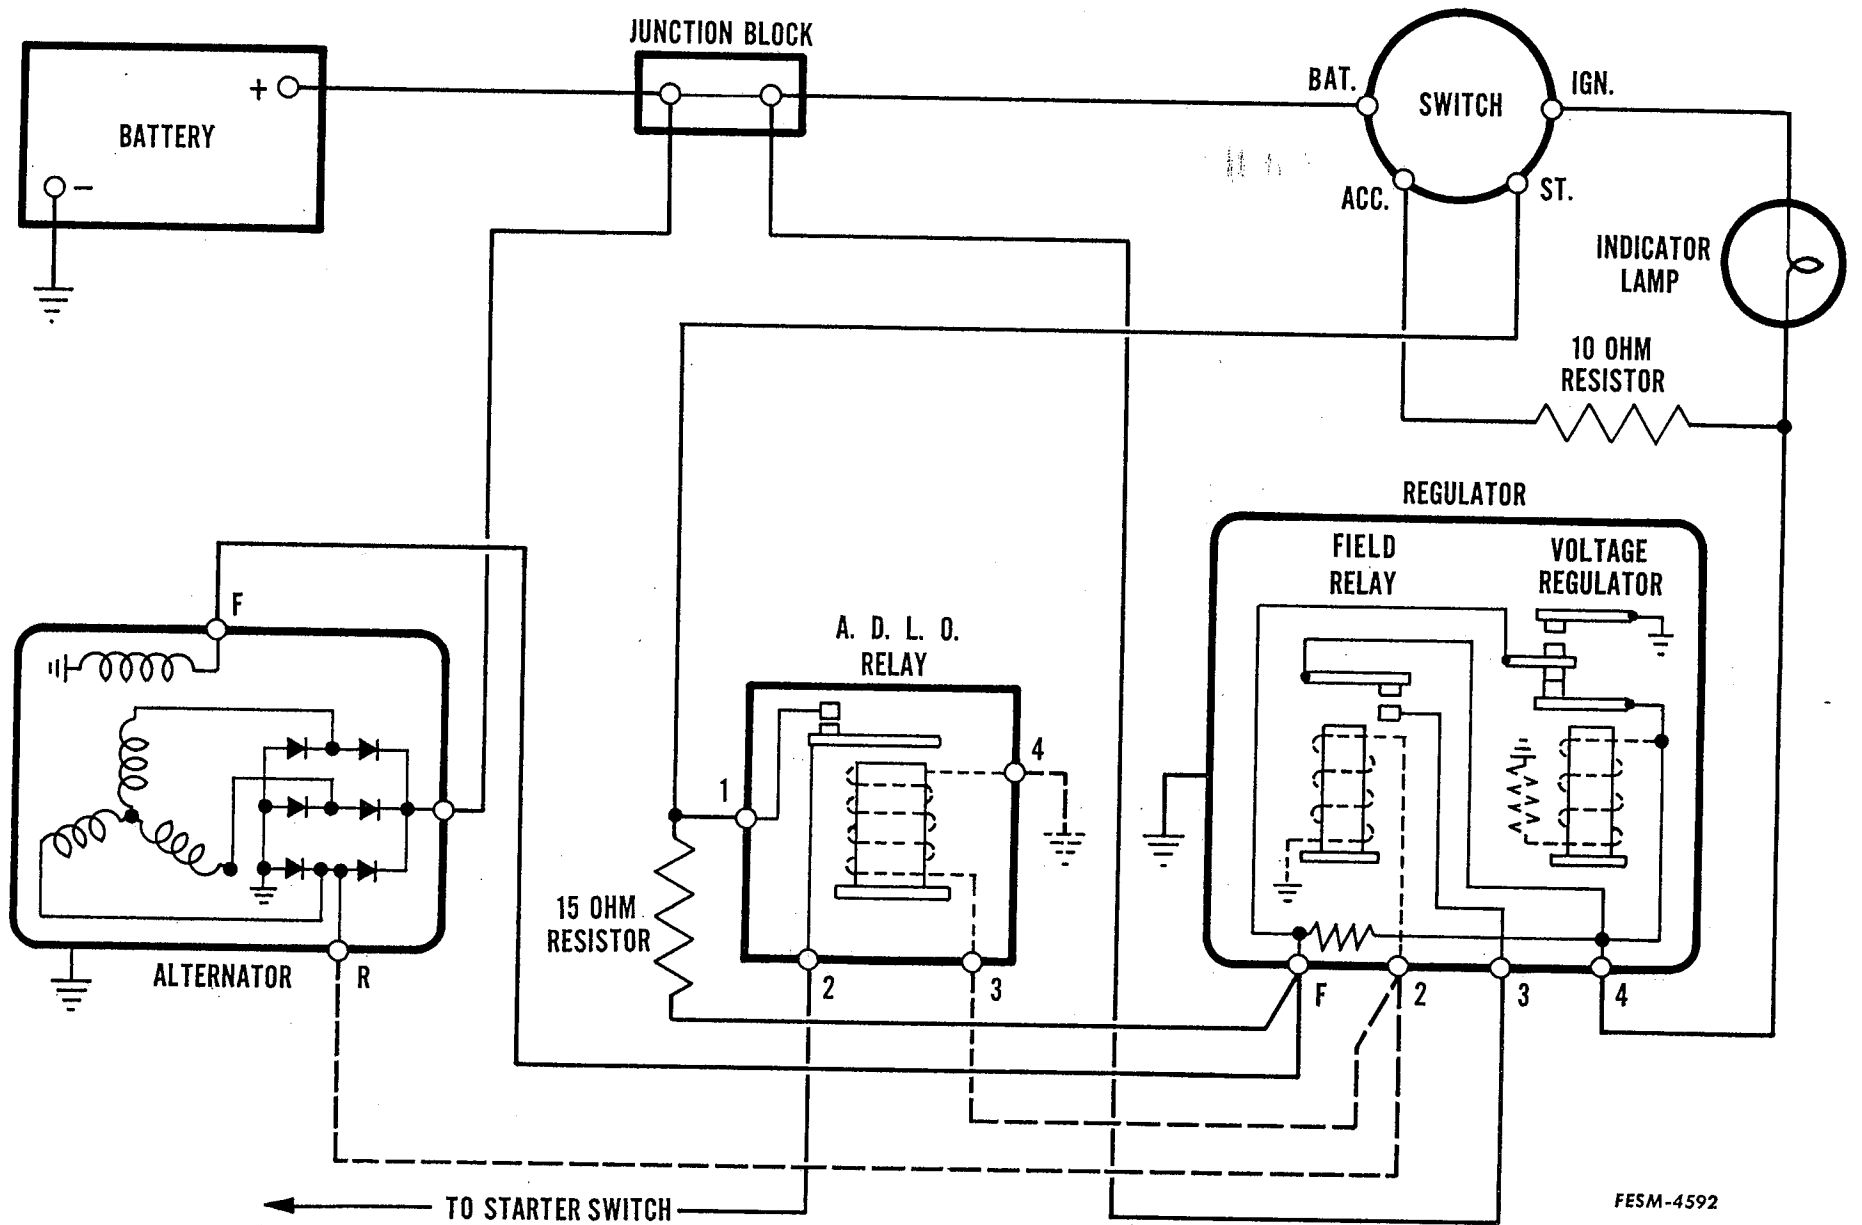 JUNCTION BLOCK
+
BATTERY
−
BAT.
SWITCH
IGN.
ACC.
ST.
INDICATOR
LAMP
10 OHM
RESISTOR
REGULATOR
FIELD
RELAY
VOLTAGE
REGULATOR
F
A. D. L. O.
RELAY
4
1
15 OHM
RESISTOR
ALTERNATOR
R
2
3
F
2
3
4
TO STARTER SWITCH
FESM-4592